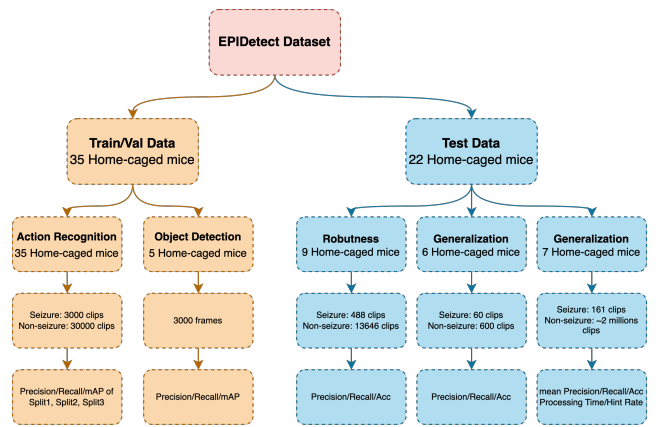 EPIDetect Dataset
Train/Val Data
35 Home-caged mice
Test Data
22 Home-caged mice
Action Recognition
35 Home-caged mice
Object Detection
5 Home-caged mice
Robutness
9 Home-caged mice
Generalization
6 Home-caged mice
Generalization
7 Home-caged mice
Seizure: 3000 clips
Non-seizure: 30000 clips
3000 frames
Seizure: 488 clips
Non-seizure: 13646 clips
Seizure: 60 clips
Non-seizure: 600 clips
Seizure: 161 clips
Non-seizure: ~2 millions
clips
Precision/Recall/mAP of
Split1, Split2, Split3
Precision/Recall/mAP
Precision/Recall/Acc
Precision/Recall/Acc
mean Precision/Recall/Acc
Processing Time/Hint Rate